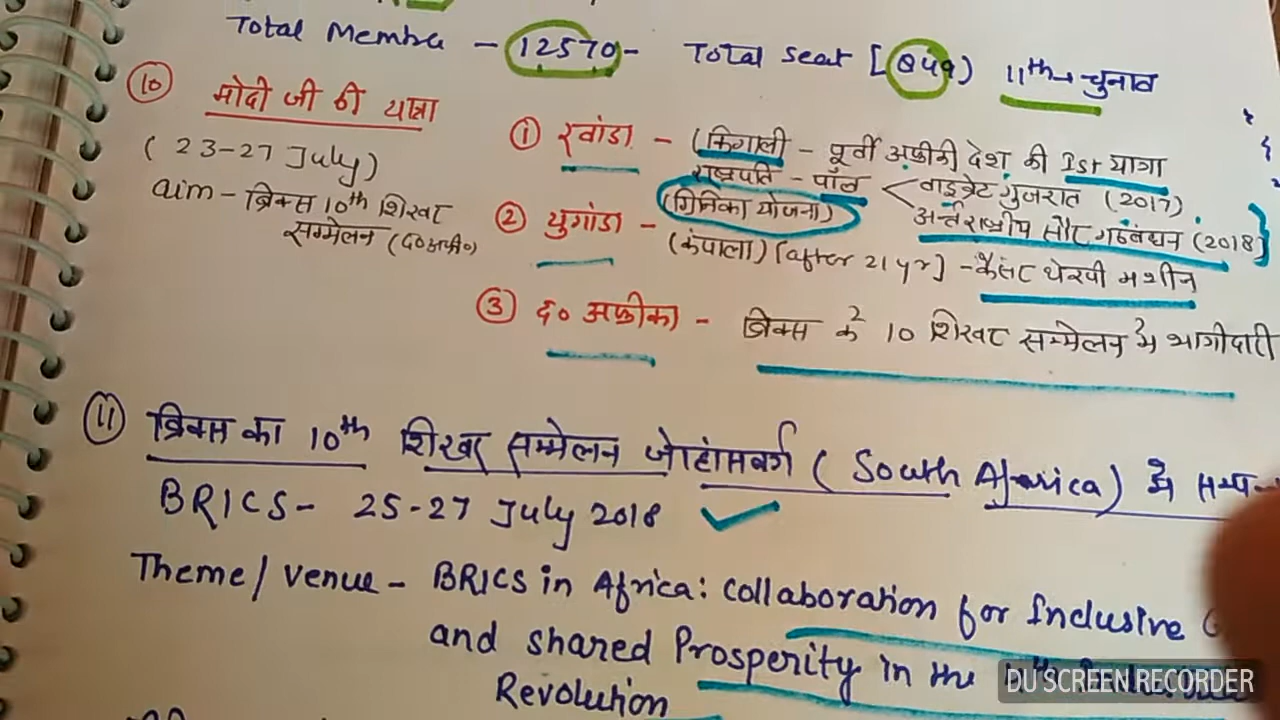 Total Membe - 12570 - Total Seat [849) 11th → चुनाव
⑩ मोदी जी की यात्रा
(23-27 July)
aim - ब्रिक्स 10th शिखर
सम्मेलन (द०अफ्री०)
① रवांडा - (किगाली - पूर्वी अफ्रीकी देश की 1st यात्रा
राष्ट्रपति - पॉल < वाइब्रेट गुजरात (2017)
(गिरिका योजना) अर्न्तराष्ट्रीय सौर गठबंधन (2018)
② युगांडा -
(कंपाला) [after 21 yr] - कैंसर थेरपी मशीन
③ द० अफ्रीका - ब्रिक्स के 10 शिखर सम्मेलन मे भागीदारी
⑪ ब्रिक्स का 10th शिखर सम्मेलन जोहांसबर्ग (South Africa) मे
BRICS - 25-27 July 2018 ✓
Theme/Venue - BRICS in Africa: Collaboration for Inclusive
and shared Prosperity in the 4th
Revolution
DU SCREEN RECORDER